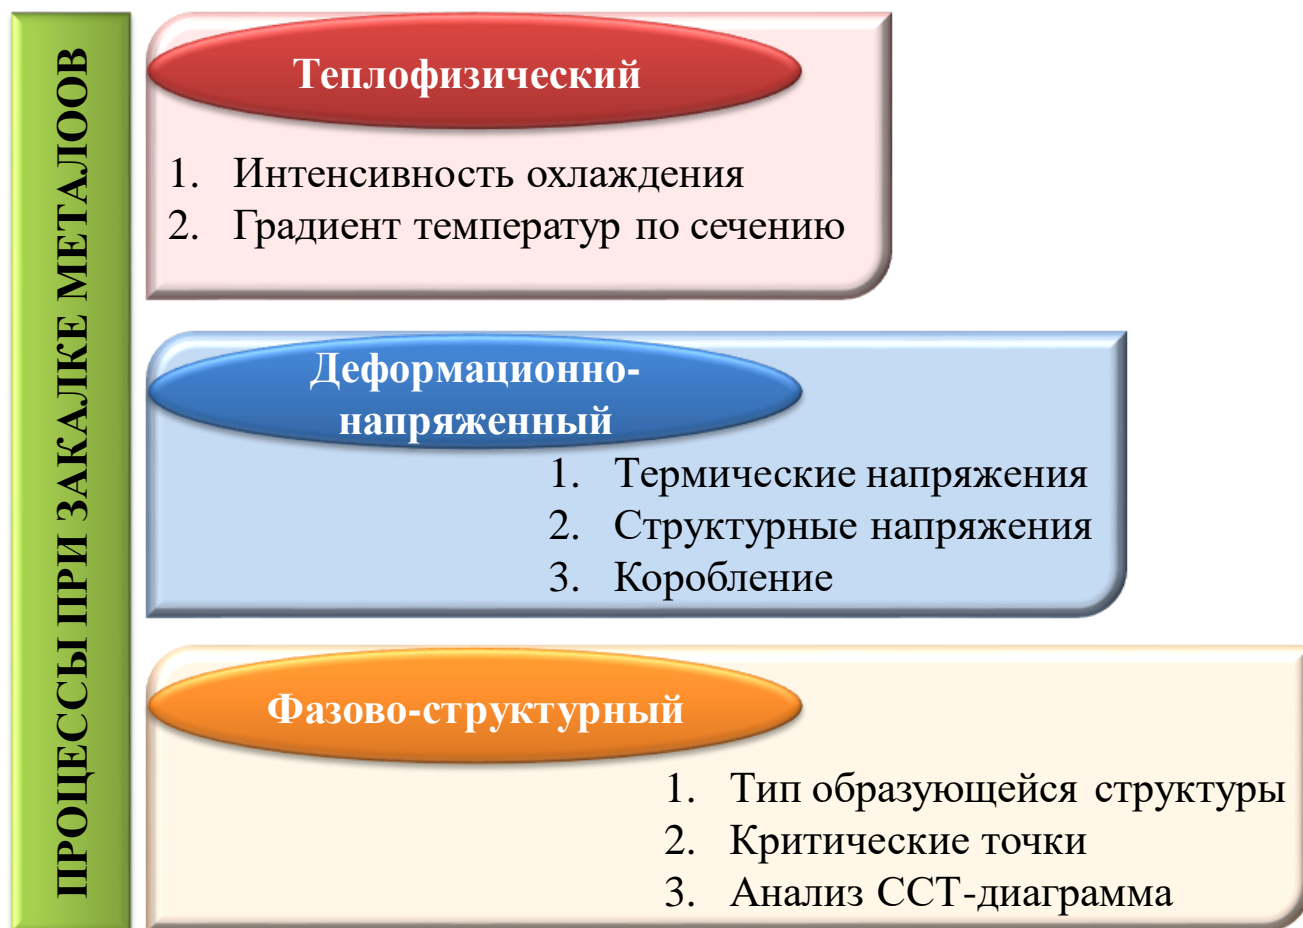 ПРОЦЕССЫ ПРИ ЗАКАЛКЕ МЕТАЛООВ
Теплофизический
1. Интенсивность охлаждения
2. Градиент температур по сечению
Деформационно-
напряженный
1. Термические напряжения
2. Структурные напряжения
3. Коробление
Фазово-структурный
1. Тип образующейся структуры
2. Критические точки
3. Анализ ССТ-диаграмма